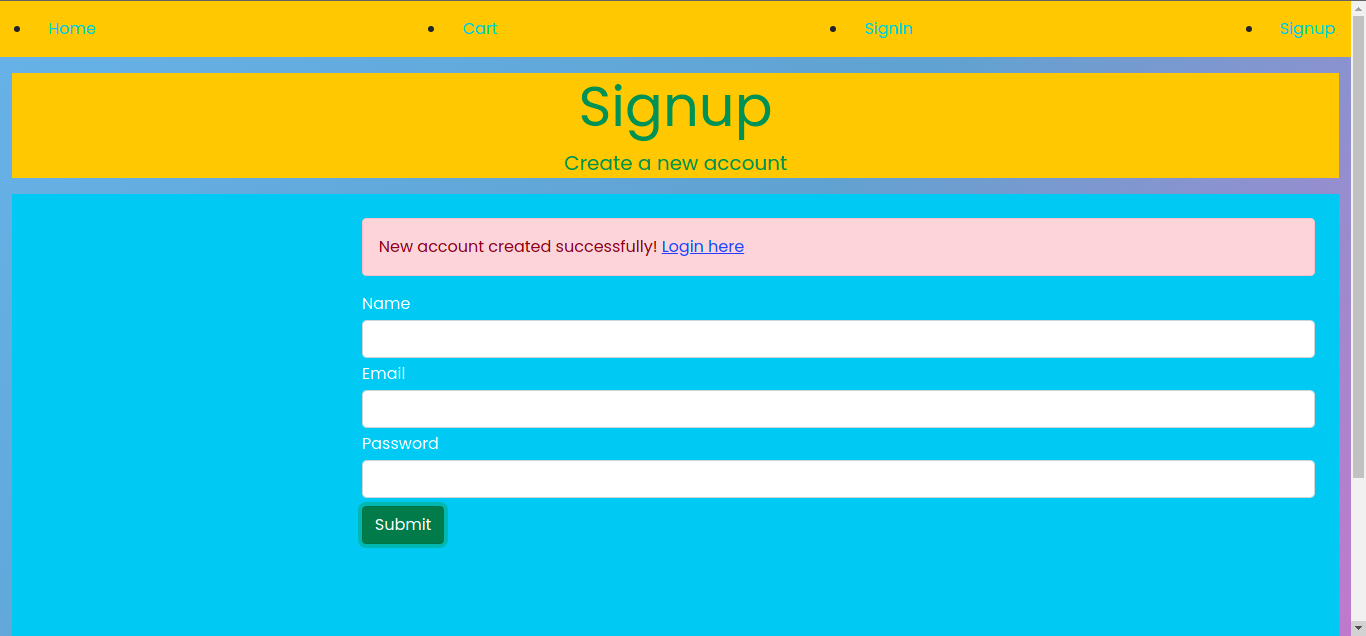 Home Cart SignIn Signup
Signup
Create a new account
New account created successfully! Login here
Name
Email
Password
Submit